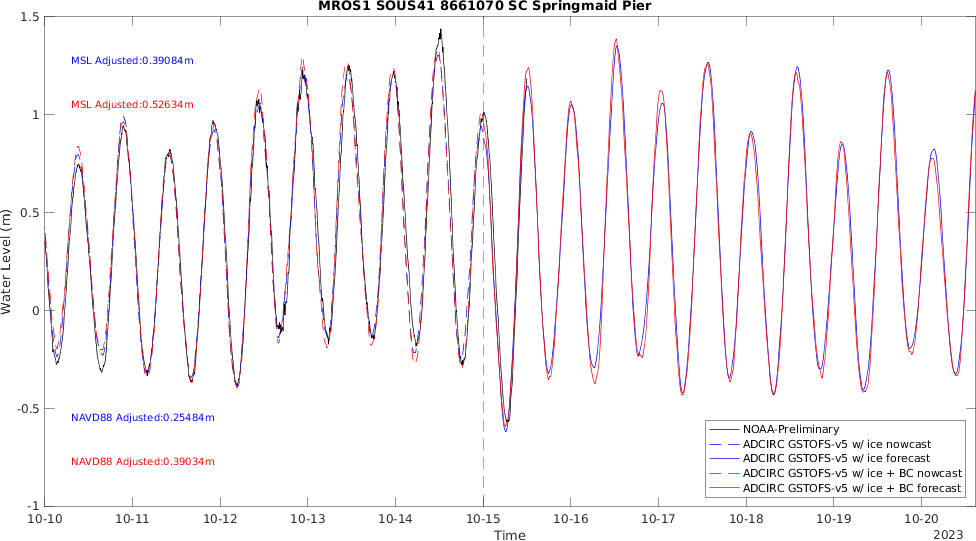 MROS1 SOUS41 8661070 SC Springmaid Pier
1.5
1
0.5
0
-0.5
-1
Water Level (m)
MSL Adjusted:0.39084m
MSL Adjusted:0.52634m
NAVD88 Adjusted:0.25484m
NAVD88 Adjusted:0.39034m
NOAA-Preliminary
ADCIRC GSTOFS-v5 w/ ice nowcast
ADCIRC GSTOFS-v5 w/ ice forecast
ADCIRC GSTOFS-v5 w/ ice + BC nowcast
ADCIRC GSTOFS-v5 w/ ice + BC forecast
10-10 10-11 10-12 10-13 10-14 10-15 10-16 10-17 10-18 10-19 10-20
Time
2023